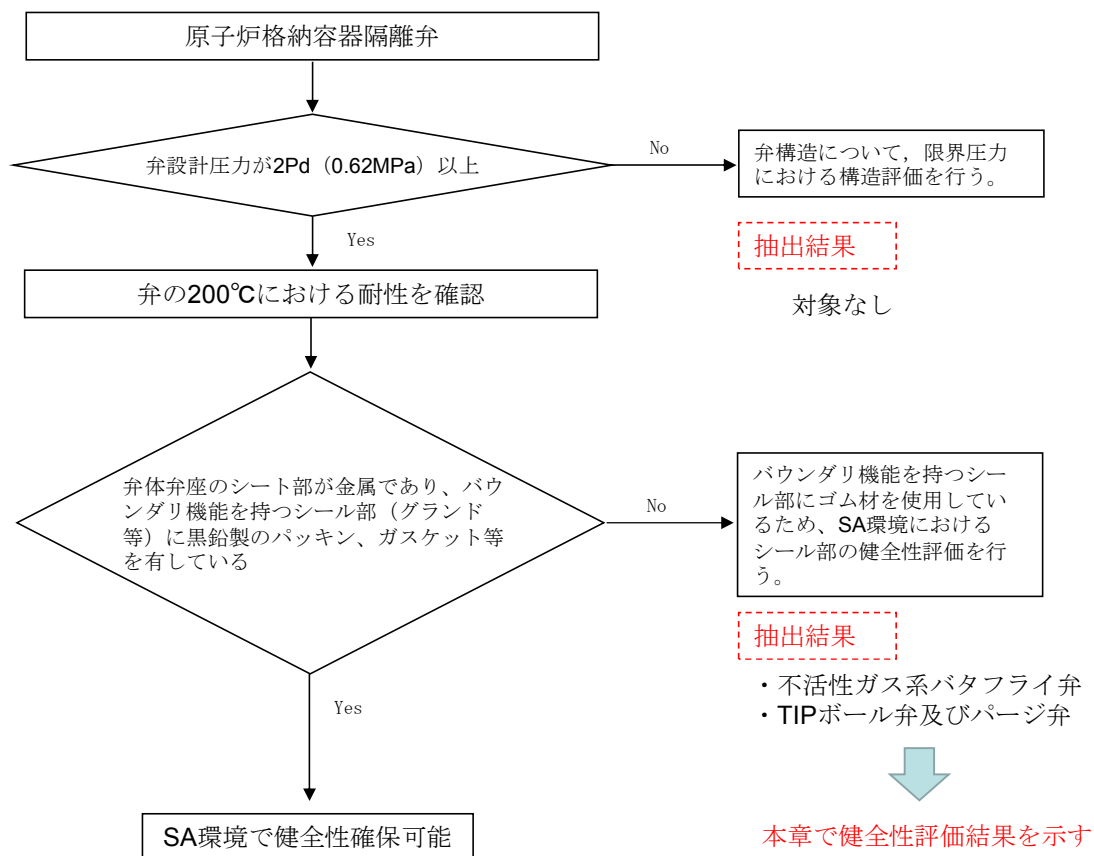 原子炉格納容器隔離弁
弁設計圧力が2Pd（0.62MPa）以上
No
弁構造について，限界圧力
における構造評価を行う。
Yes
抽出結果
対象なし
弁の200℃における耐性を確認
弁体弁座のシート部が金属であり、バウ
ンダリ機能を持つシール部（グランド
等）に黒鉛製のパッキン、ガスケット等
を有している
No
バウンダリ機能を持つシー
ル部にゴム材を使用してい
るため、SA環境における
シール部の健全性評価を行
う。
抽出結果
・不活性ガス系バタフライ弁
・TIPボール弁及びパージ弁
Yes
SA環境で健全性確保可能
本章で健全性評価結果を示す